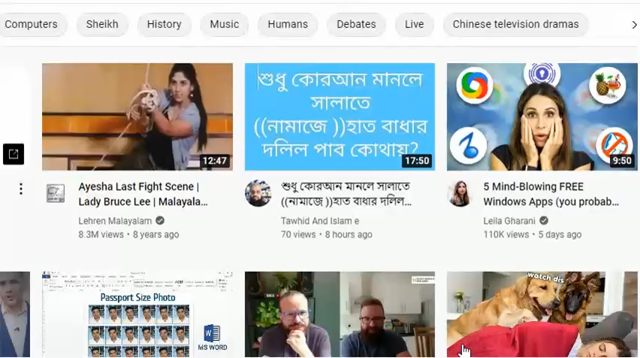 Computers
Sheikh
History
Music
Humans
Debates
Live
Chinese television dramas
শুধু কোরআন মানলে
সালাতে
((নামাজে ))হাত বাধার
দলিল পাব কোথায়?
12:47
17:50
9:50
Ayesha Last Fight Scene |
Lady Bruce Lee | Malayala...
Lehren Malayalam
8.3M views • 8 years ago
শুধু কোরআন মানলে সালাতে
((নামাজে ))হাত বাধার দলিল...
Tawhid And Islam e
70 views • 8 hours ago
5 Mind-Blowing FREE
Windows Apps (you probab...
Leila Gharani
110K views • 5 days ago
Passport Size Photo
MS WORD
watch dis